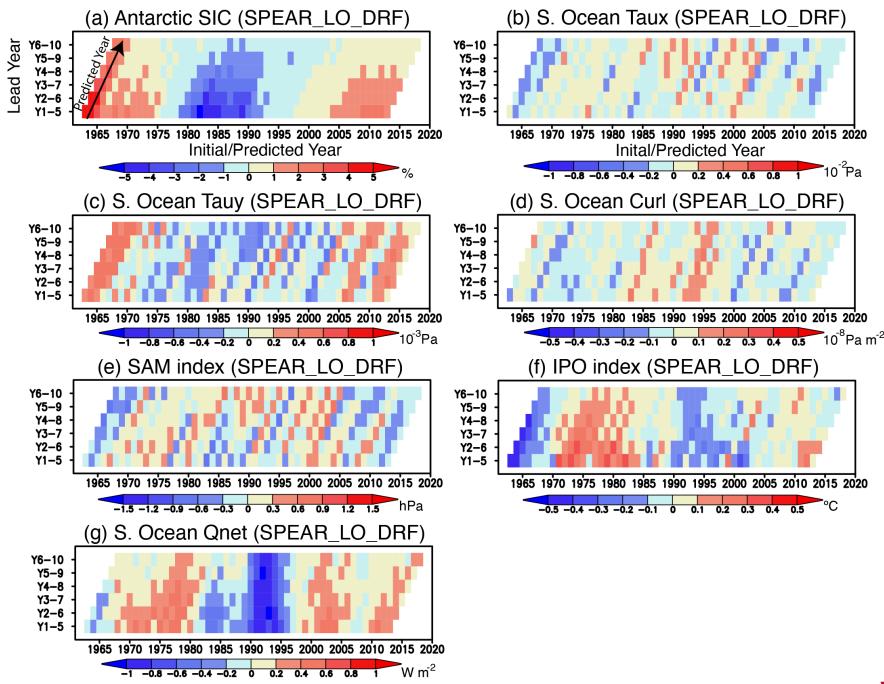 (a) Antarctic SIC (SPEAR_LO_DRF)
Lead Year
Y6-10
Y5-9
Y4-8
Y3-7
Y2-6
Y1-5
Predicted Year
1965 1970 1975 1980 1985 1990 1995 2000 2005 2010 2015 2020
Initial/Predicted Year
-5 -4 -3 -2 -1 0 1 2 3 4 5 %
(b) S. Ocean Taux (SPEAR_LO_DRF)
Y6-10
Y5-9
Y4-8
Y3-7
Y2-6
Y1-5
1965 1970 1975 1980 1985 1990 1995 2000 2005 2010 2015 2020
Inital/Predicted Year
-1 -0.8 -0.6 -0.4 -0.2 0 0.2 0.4 0.6 0.8 1 10⁻²Pa
(c) S. Ocean Tauy (SPEAR_LO_DRF)
Y6-10
Y5-9
Y4-8
Y3-7
Y2-6
Y1-5
1965 1970 1975 1980 1985 1990 1995 2000 2005 2010 2015 2020
-1 -0.8 -0.6 -0.4 -0.2 0 0.2 0.4 0.6 0.8 1 10⁻³Pa
(d) S. Ocean Curl (SPEAR_LO_DRF)
Y6-10
Y5-9
Y4-8
Y3-7
Y2-6
Y1-5
1965 1970 1975 1980 1985 1990 1995 2000 2005 2010 2015 2020
-0.5 -0.4 -0.3 -0.2 -0.1 0 0.1 0.2 0.3 0.4 0.5 10⁻⁸Pa m⁻²
(e) SAM index (SPEAR_LO_DRF)
Y6-10
Y5-9
Y4-8
Y3-7
Y2-6
Y1-5
1965 1970 1975 1980 1985 1990 1995 2000 2005 2010 2015 2020
-1.5 -1.2 -0.9 -0.6 -0.3 0 0.3 0.6 0.9 1.2 1.5 hPa
(f) IPO index (SPEAR_LO_DRF)
Y6-10
Y5-9
Y4-8
Y3-7
Y2-6
Y1-5
1965 1970 1975 1980 1985 1990 1995 2000 2005 2010 2015 2020
-0.5 -0.4 -0.3 -0.2 -0.1 0 0.1 0.2 0.3 0.4 0.5 °C
(g) S. Ocean Qnet (SPEAR_LO_DRF)
Y6-10
Y5-9
Y4-8
Y3-7
Y2-6
Y1-5
1965 1970 1975 1980 1985 1990 1995 2000 2005 2010 2015 2020
-1 -0.8 -0.6 -0.4 -0.2 0 0.2 0.4 0.6 0.8 1 W m⁻²